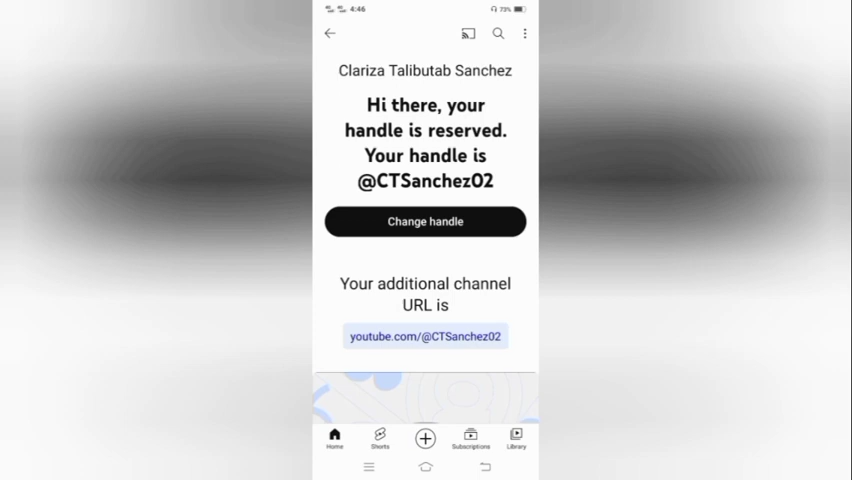 4:46 73%
Clariza Talibutab Sanchez
Hi there, your
handle is reserved.
Your handle is
@CTSanchez02
Change handle
Your additional channel
URL is
youtube.com/@CTSanchez02
Home Shorts Subscriptions Library